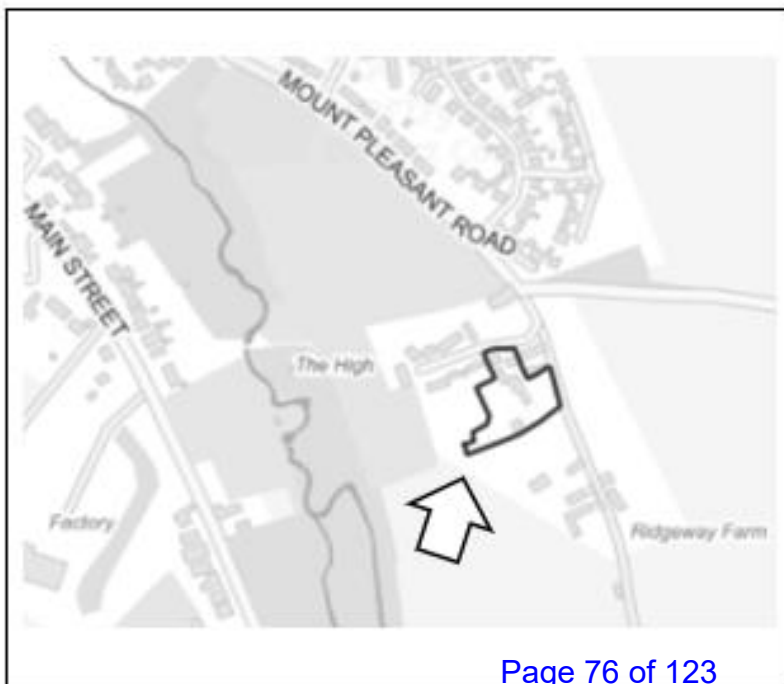 MOUNT PLEASANT ROAD
MAIN STREET
The High
Factory
Ridgeway Farm
Page 76 of 123